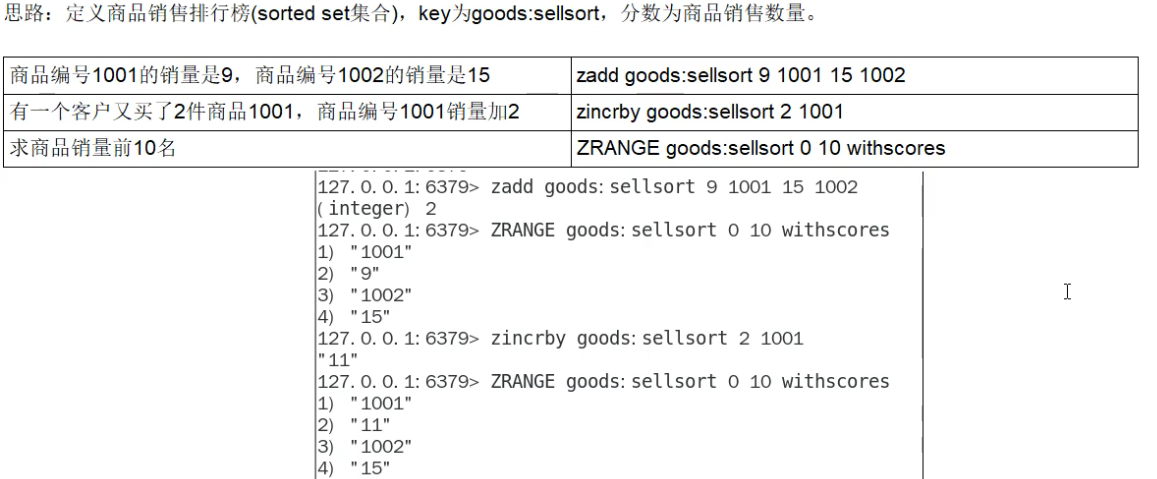 思路：定义商品销售排行榜(sorted set集合)，key为goods:sellsort，分数为商品销售数量。
商品编号1001的销量是9，商品编号1002的销量是15 zadd goods:sellsort 9 1001 15 1002
有一个客户又买了2件商品1001，商品编号1001销量加2 zincrby goods:sellsort 2 1001
求商品销量前10名 ZRANGE goods:sellsort 0 10 withscores
127.0.0.1:6379> zadd goods:sellsort 9 1001 15 1002
(integer) 2
127.0.0.1:6379> ZRANGE goods:sellsort 0 10 withscores
1) "1001"
2) "9"
3) "1002"
4) "15"
127.0.0.1:6379> zincrby goods:sellsort 2 1001
"11"
127.0.0.1:6379> ZRANGE goods:sellsort 0 10 withscores
1) "1001"
2) "11"
3) "1002"
4) "15"